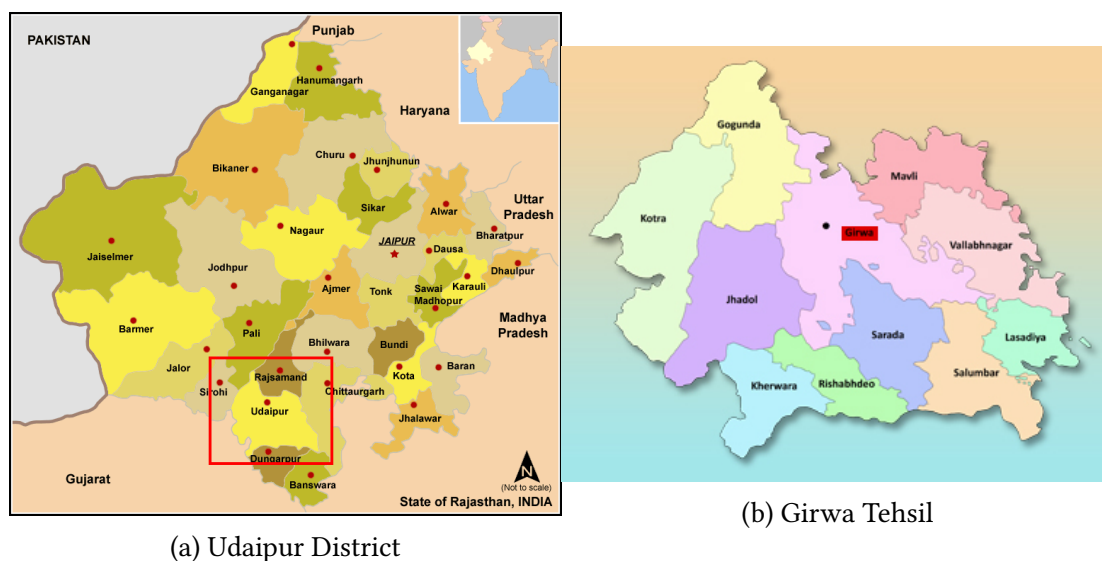 PAKISTAN
Punjab
Hanumangarh
Ganganagar
Haryana
Churu
Jhunjhunun
Bikaner
Sikar
Alwar
Uttar
Pradesh
Nagaur
JAIPUR
Bharatpur
Dausa
Jaiselmer
Jodhpur
Dhaulpur
Ajmer
Tonk
Sawai
Madhopur
Karauli
Madhya
Pradesh
Barmer
Pali
Bhilwara
Bundi
Jalor
Rajsamand
Kota
Baran
Sirohi
Chittaurgarh
Udaipur
Jhalawar
Dungarpur
Gujarat
Banswara
N
(Not to scale)
State of Rajasthan, INDIA
(a) Udaipur District
Gogunda
Mavli
Kotra
Girwa
Vallabhnagar
Jhadol
Sarada
Lasadiya
Kherwara
Rishabhdeo
Salumbar
(b) Girwa Tehsil